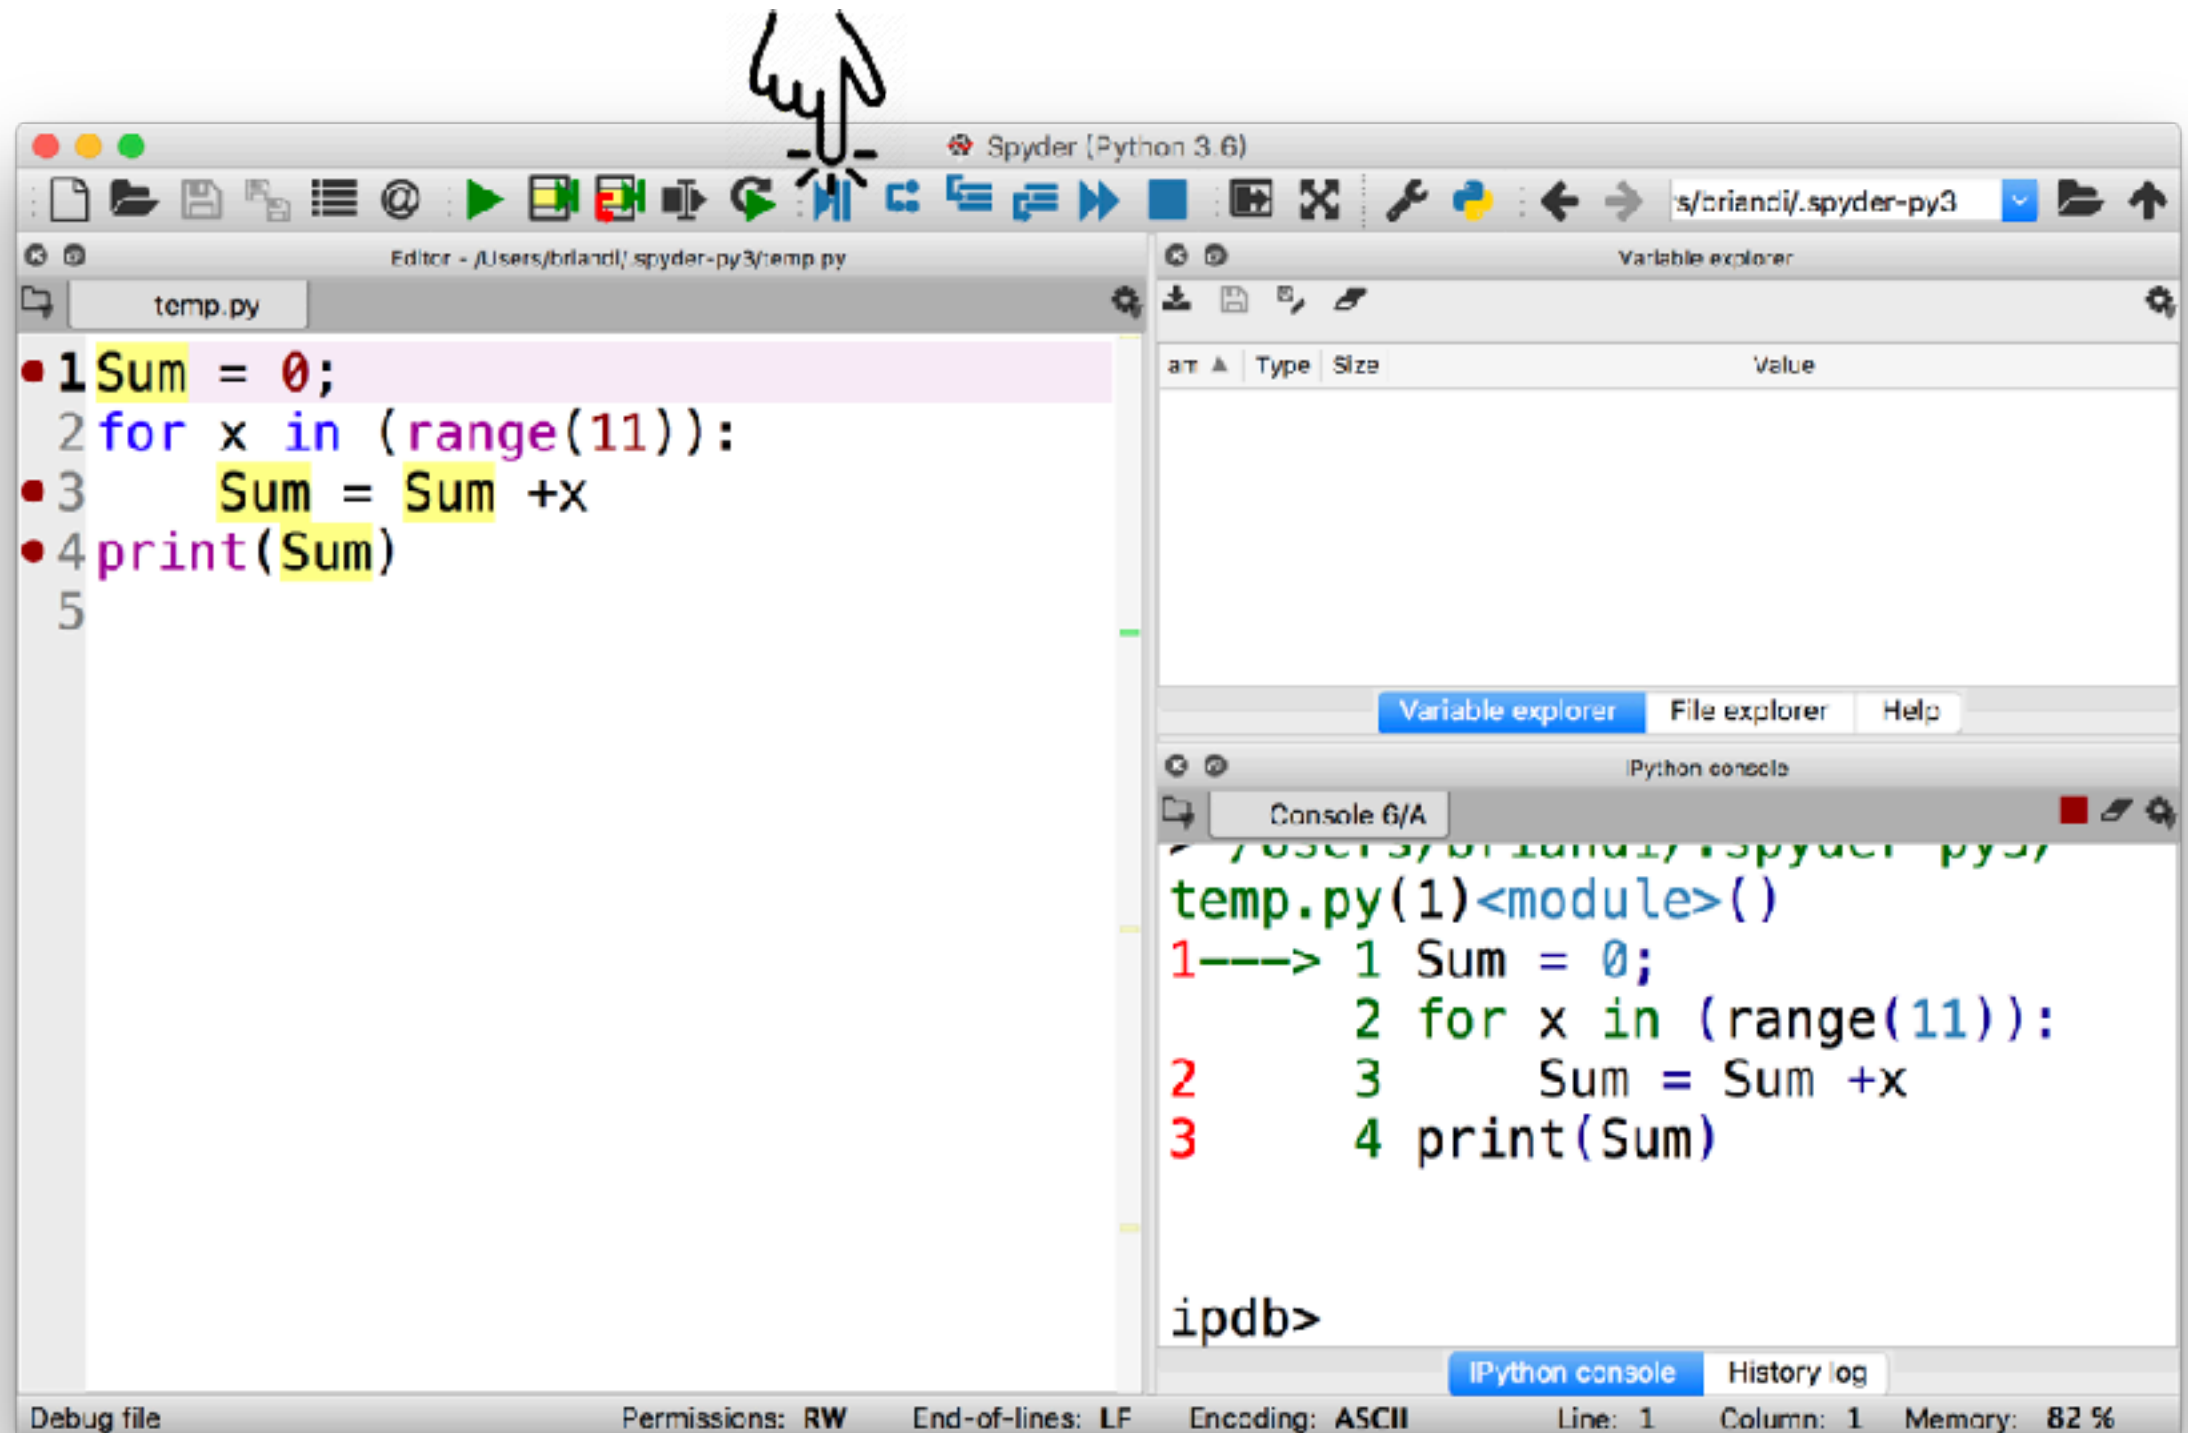 Spyder (Python 3.6)
s/briandi/.spyder-py3
Editor - /Users/briandi/.spyder-py3/temp.py
temp.py
1 Sum = 0;
2 for x in (range(11)):
3 Sum = Sum +x
4 print(Sum)
5
Variable explorer
Type Size Value
Variable explorer File explorer Help
IPython console
Console 6/A
> /Users/briandi/.spyder-py3/
temp.py(1)<module>()
1---> 1 Sum = 0;
2 for x in (range(11)):
2 3 Sum = Sum +x
3 4 print(Sum)
ipdb>
IPython console History log
Debug file Permissions: RW End-of-lines: LF Encoding: ASCII Line: 1 Column: 1 Memory: 82 %